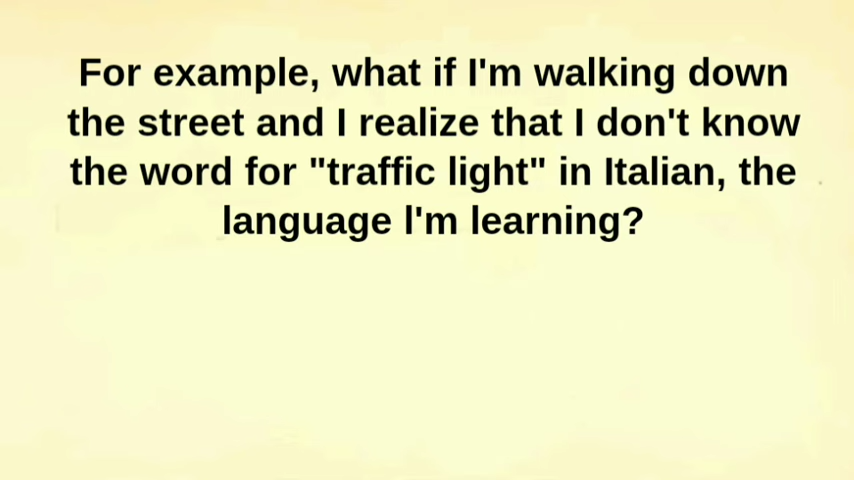 For example, what if I'm walking down
the street and I realize that I don't know
the word for "traffic light" in Italian, the
language I'm learning?